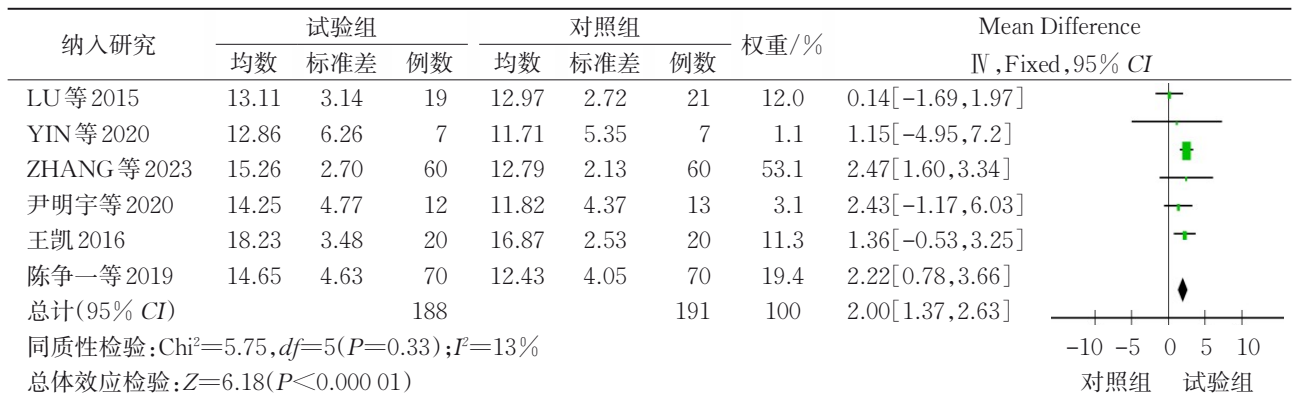 纳入研究 试验组 对照组 权重/% Mean Difference
均数 标准差 例数 均数 标准差 例数 Ⅳ,Fixed,95% CI
LU等2015 13.11 3.14 19 12.97 2.72 21 12.0 0.14[-1.69,1.97]
YIN等2020 12.86 6.26 7 11.71 5.35 7 1.1 1.15[-4.95,7.2]
ZHANG等2023 15.26 2.70 60 12.79 2.13 60 53.1 2.47[1.60,3.34]
尹明宇等2020 14.25 4.77 12 11.82 4.37 13 3.1 2.43[-1.17,6.03]
王凯2016 18.23 3.48 20 16.87 2.53 20 11.3 1.36[-0.53,3.25]
陈争一等2019 14.65 4.63 70 12.43 4.05 70 19.4 2.22[0.78,3.66]
总计(95% CI) 188 191 100 2.00[1.37,2.63]
同质性检验:Chi²=5.75,df=5(P=0.33);I²=13%
-10 -5 0 5 10
总体效应检验:Z=6.18(P<0.000 01)
对照组 试验组